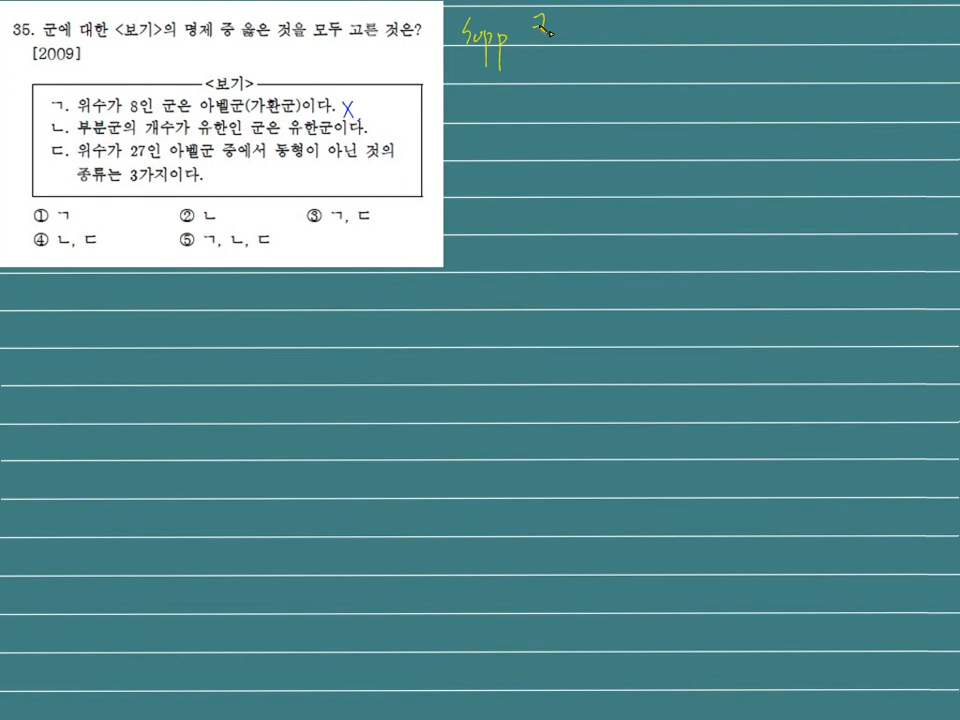 35. 군에 대한 <보기>의 명제 중 옳은 것을 모두 고른 것은?
[2009]
<보기>
ㄱ. 위수가 8인 군은 아벨군(가환군)이다. X
ㄴ. 부분군의 개수가 유한인 군은 유한군이다.
ㄷ. 위수가 27인 아벨군 중에서 동형이 아닌 것의
종류는 3가지이다.
① ㄱ ② ㄴ ③ ㄱ, ㄷ
④ ㄴ, ㄷ ⑤ ㄱ, ㄴ, ㄷ
Supp